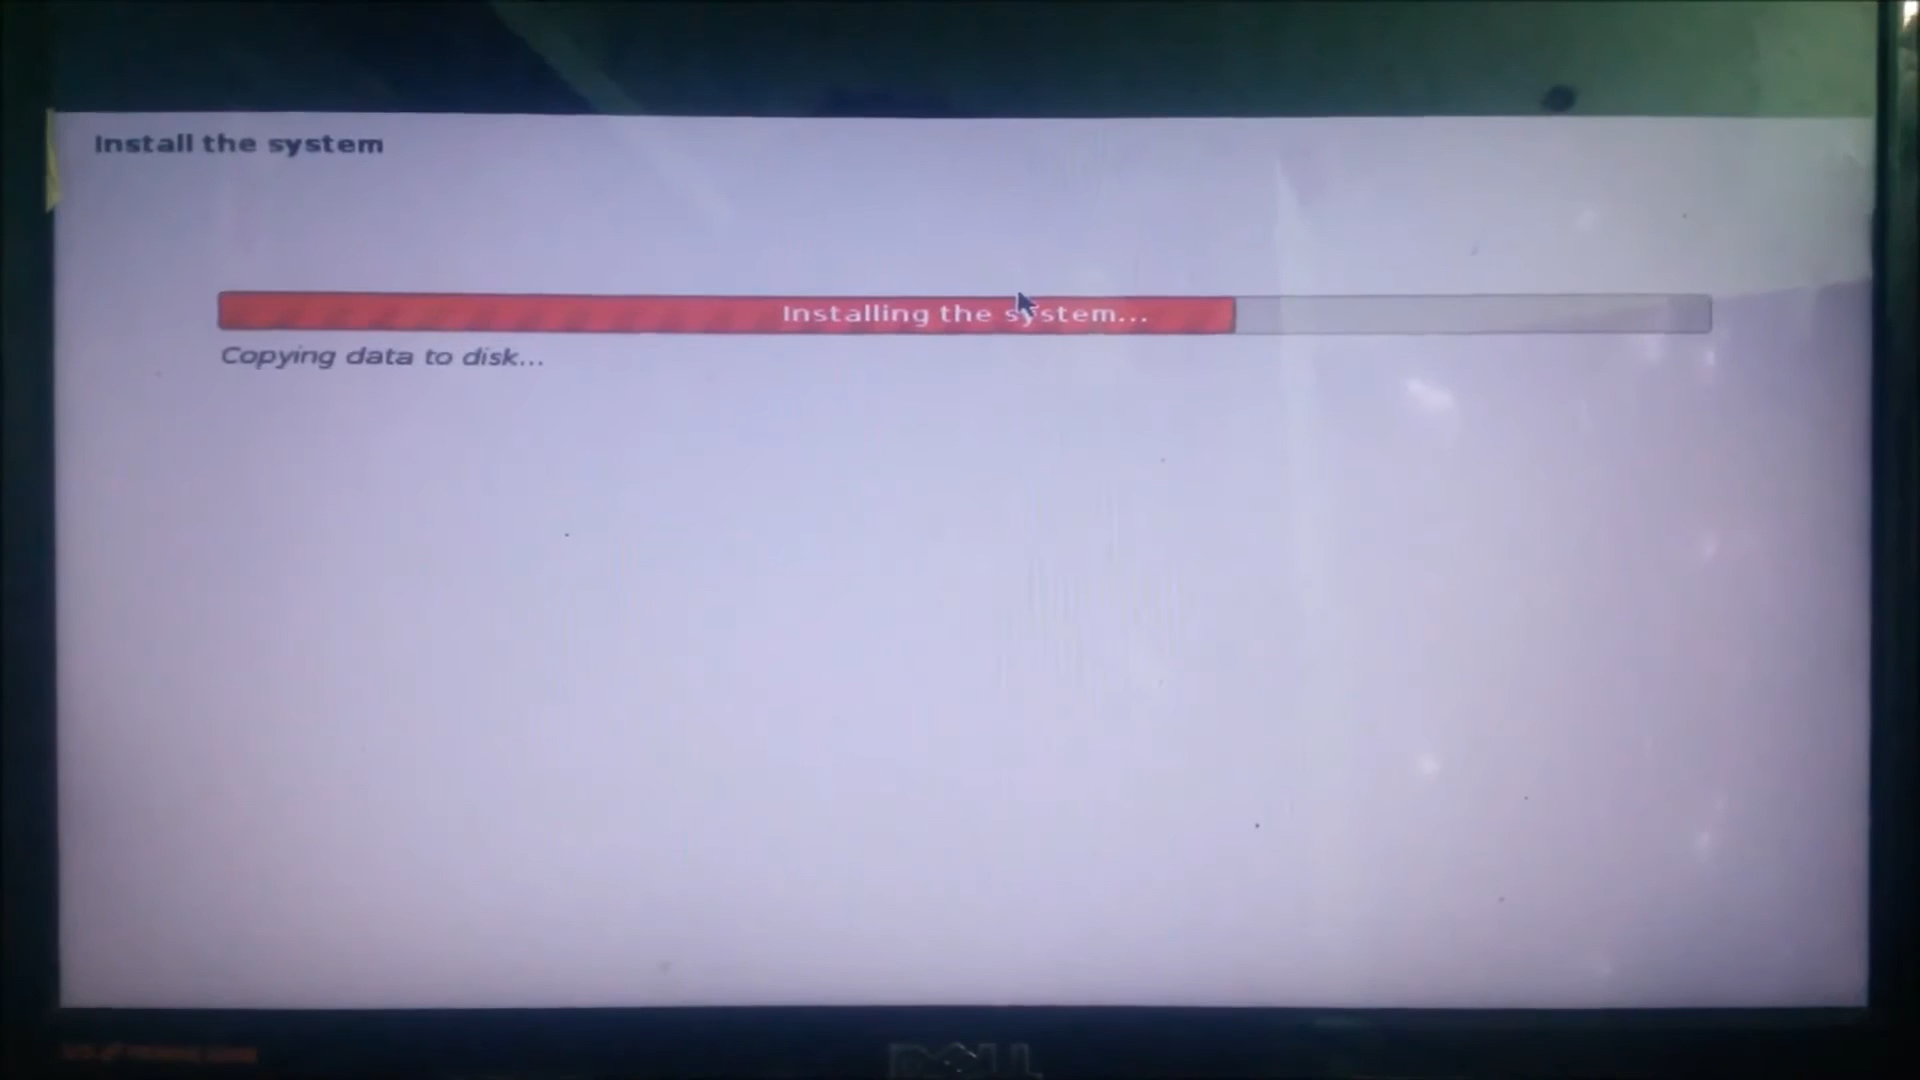 Install the system
Installing the system...
Copying data to disk...
DELL